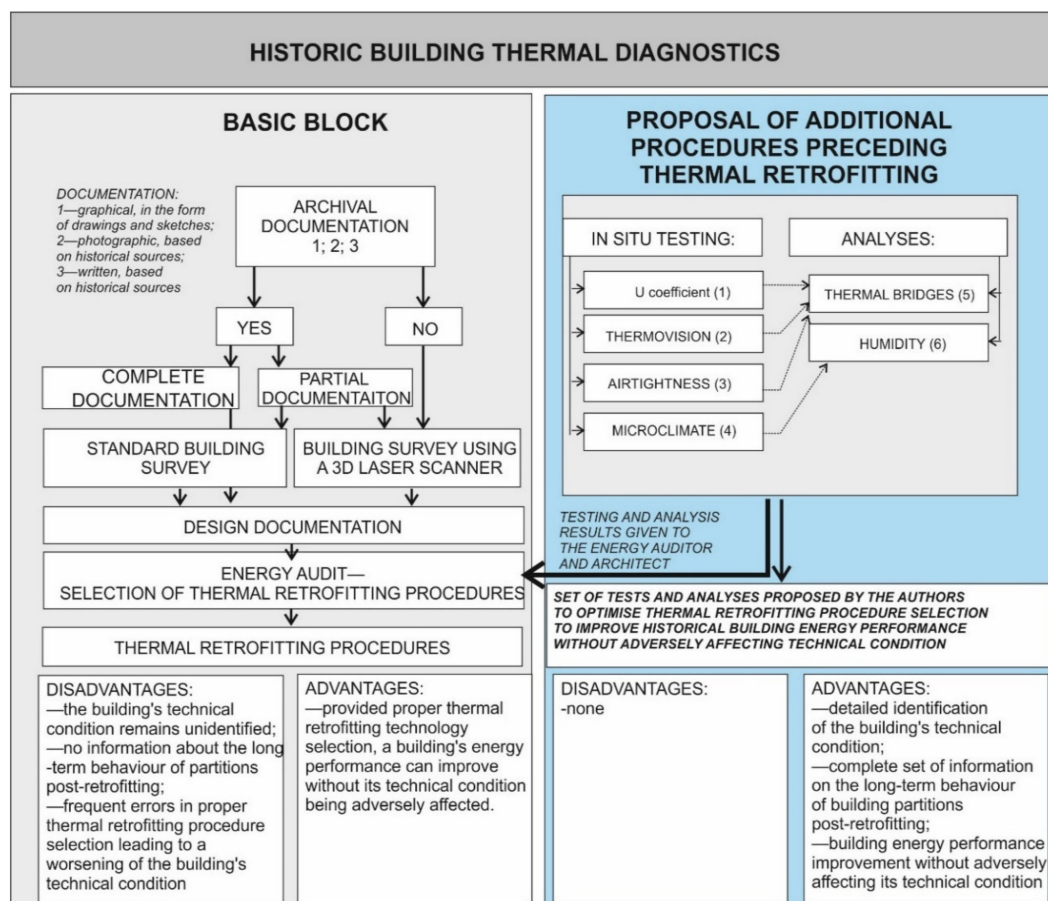 HISTORIC BUILDING THERMAL DIAGNOSTICS
BASIC BLOCK
DOCUMENTATION:
1—graphical, in the form
of drawings and sketches;
2—photographic, based
on historical sources;
3—written, based
on historical sources
ARCHIVAL
DOCUMENTATION
1; 2; 3
YES
NO
COMPLETE
DOCUMENTATION
PARTIAL
DOCUMENTAITON
STANDARD BUILDING
SURVEY
BUILDING SURVEY USING
A 3D LASER SCANNER
DESIGN DOCUMENTATION
ENERGY AUDIT—
SELECTION OF THERMAL RETROFITTING PROCEDURES
THERMAL RETROFITTING PROCEDURES
DISADVANTAGES:
—the building's technical
condition remains unidentified;
—no information about the long
-term behaviour of partitions
post-retrofitting;
—frequent errors in proper
thermal retrofitting procedure
selection leading to a
worsening of the building's
technical condition
ADVANTAGES:
—provided proper thermal
retrofitting technology
selection, a building's energy
performance can improve
without its technical condition
being adversely affected.
PROPOSAL OF ADDITIONAL
PROCEDURES PRECEDING
THERMAL RETROFITTING
IN SITU TESTING:
U coefficient (1)
THERMOVISION (2)
AIRTIGHTNESS (3)
MICROCLIMATE (4)
ANALYSES:
THERMAL BRIDGES (5)
HUMIDITY (6)
TESTING AND ANALYSIS
RESULTS GIVEN TO
THE ENERGY AUDITOR
AND ARCHITECT
SET OF TESTS AND ANALYSES PROPOSED BY THE AUTHORS
TO OPTIMISE THERMAL RETROFITTING PROCEDURE SELECTION
TO IMPROVE HISTORICAL BUILDING ENERGY PERFORMANCE
WITHOUT ADVERSELY AFFECTING TECHNICAL CONDITION
DISADVANTAGES:
-none
ADVANTAGES:
—detailed identification
of the building's technical
condition;
—complete set of information
on the long-term behaviour
of building partitions
post-retrofitting;
—building energy performance
improvement without adversely
affecting its technical condition